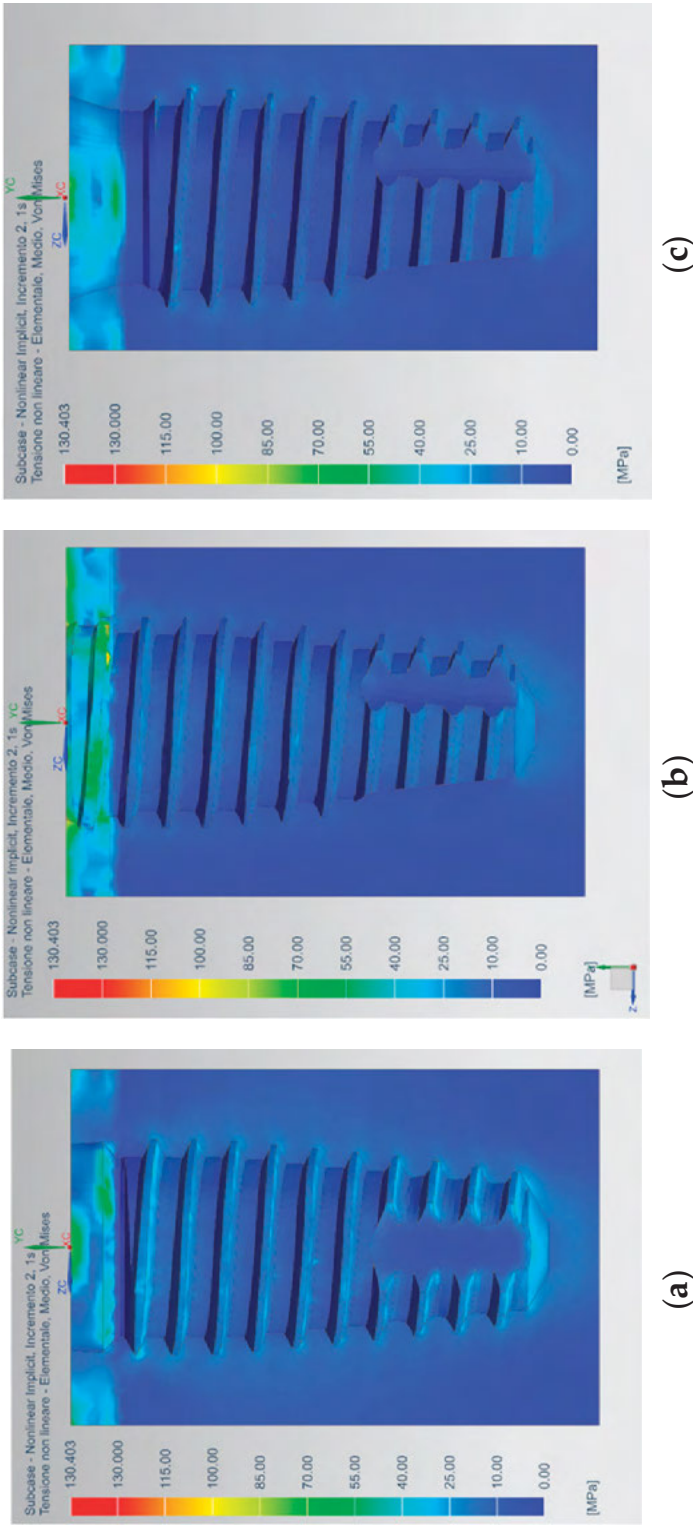 Subcase - Nonlinear Implicit, Incremento 2, 1s
Tensione non lineare - Elementale, Medio, Von Mises
YC
XC
ZC
130.403
130.000
115.00
100.00
85.00
70.00
55.00
40.00
25.00
10.00
0.00
[MPa]
(a)
Subcase - Nonlinear Implicit, Incremento 2, 1s
Tensione non lineare - Elementale, Medio, Von Mises
YC
XC
ZC
130.403
130.000
115.00
100.00
85.00
70.00
55.00
40.00
25.00
10.00
0.00
[MPa]
Z
(b)
Subcase - Nonlinear Implicit, Incremento 2, 1s
Tensione non lineare - Elementale, Medio, Von Mises
YC
XC
ZC
130.403
130.000
115.00
100.00
85.00
70.00
55.00
40.00
25.00
10.00
0.00
[MPa]
(c)